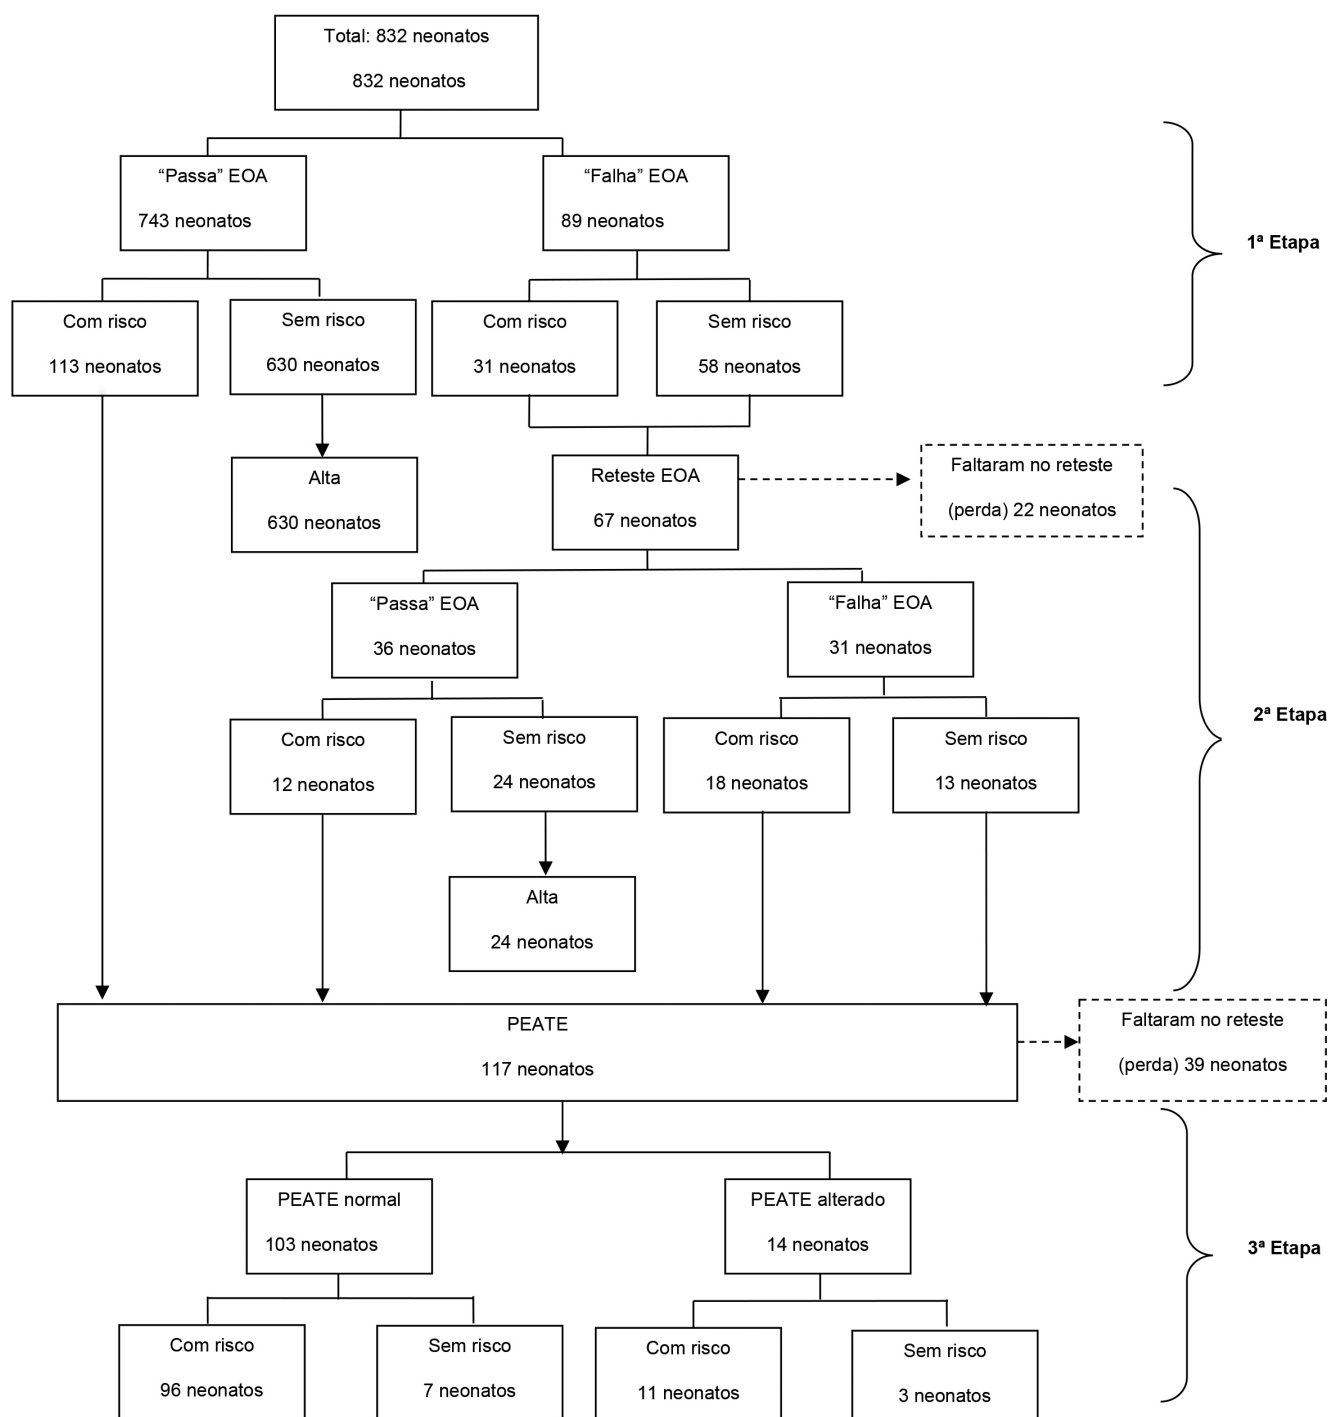 Total: 832 neonatos
832 neonatos
“Passa” EOA
743 neonatos
“Falha” EOA
89 neonatos
1ª Etapa
Com risco
113 neonatos
Sem risco
630 neonatos
Com risco
31 neonatos
Sem risco
58 neonatos
Alta
630 neonatos
Reteste EOA
67 neonatos
Faltaram no reteste
(perda) 22 neonatos
“Passa” EOA
36 neonatos
“Falha” EOA
31 neonatos
2ª Etapa
Com risco
12 neonatos
Sem risco
24 neonatos
Com risco
18 neonatos
Sem risco
13 neonatos
Alta
24 neonatos
PEATE
117 neonatos
Faltaram no reteste
(perda) 39 neonatos
PEATE normal
103 neonatos
PEATE alterado
14 neonatos
3ª Etapa
Com risco
96 neonatos
Sem risco
7 neonatos
Com risco
11 neonatos
Sem risco
3 neonatos